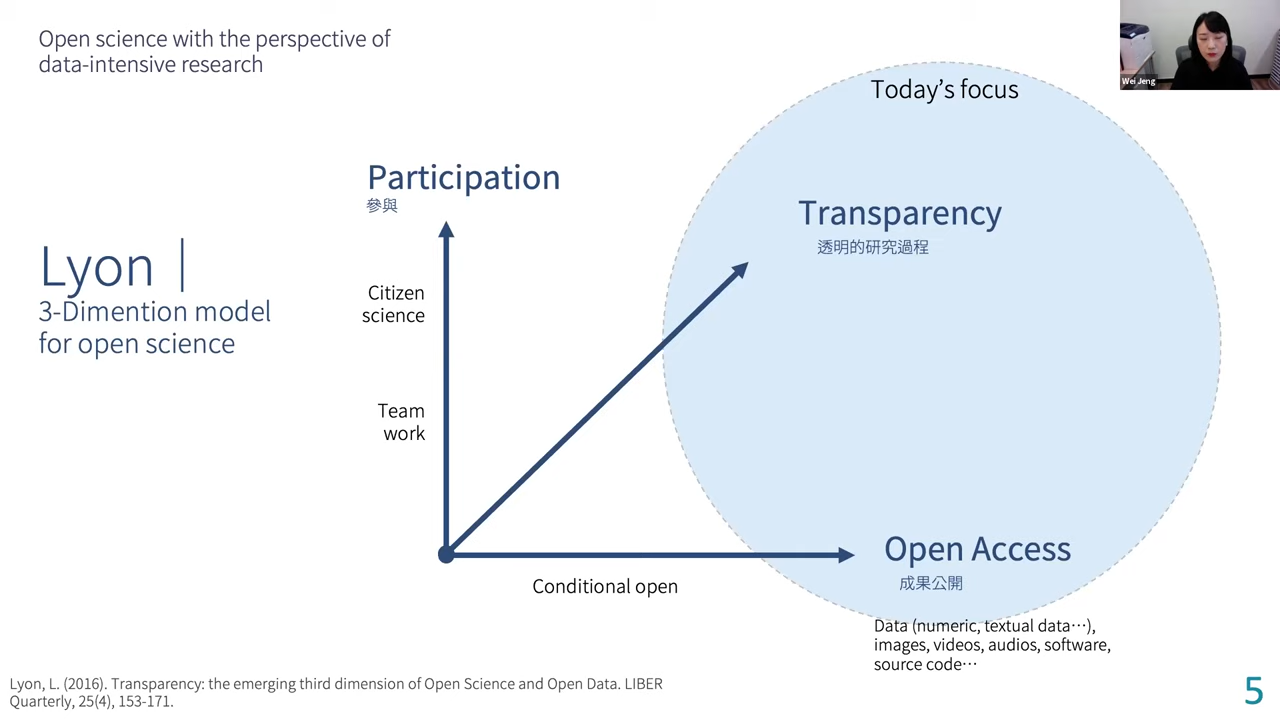 Open science with the perspective of
data-intensive research
Wei Jeng
Today's focus
Participation
參與
Transparency
透明的研究過程
Lyon |
3-Dimention model
for open science
Citizen
science
Team
work
Open Access
成果公開
Conditional open
Data (numeric, textual data…),
images, videos, audios, software,
source code…
Lyon, L. (2016). Transparency: the emerging third dimension of Open Science and Open Data. LIBER
Quarterly, 25(4), 153-171.
5